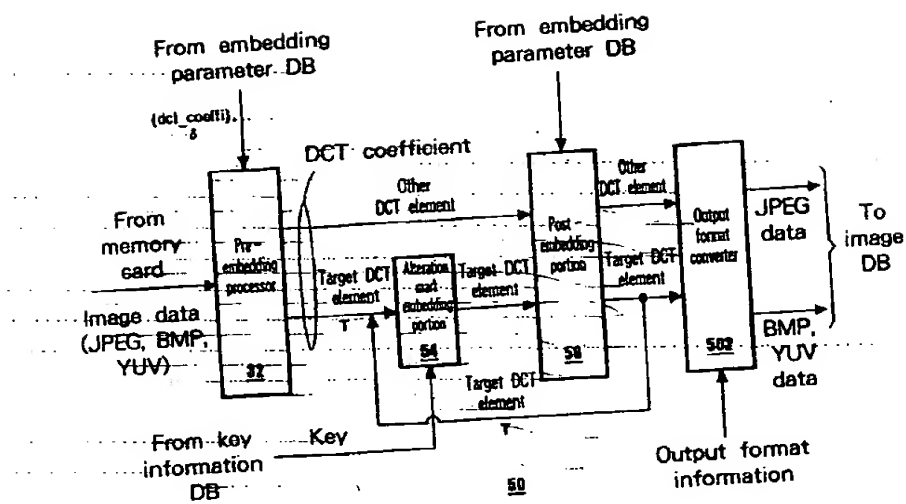 From embedding
parameter DB
From embedding
parameter DB
DCT coefficient
Other
DCT element
Other
DCT element
From
memory
card
Pre-
embedding
processor
Target DCT
element
T
Alteration
mark
embedding
portion
54
Target DCT
element
Post-
embedding
portion
Target DCT
element
Output
format
converter
502
JPEG
data
To
image
DB
Image data
(JPEG, BMP,
YUV)
32
BMP,
YUV
data
Target DCT
element
T
From key
information
DB
Key
Output format
information
50